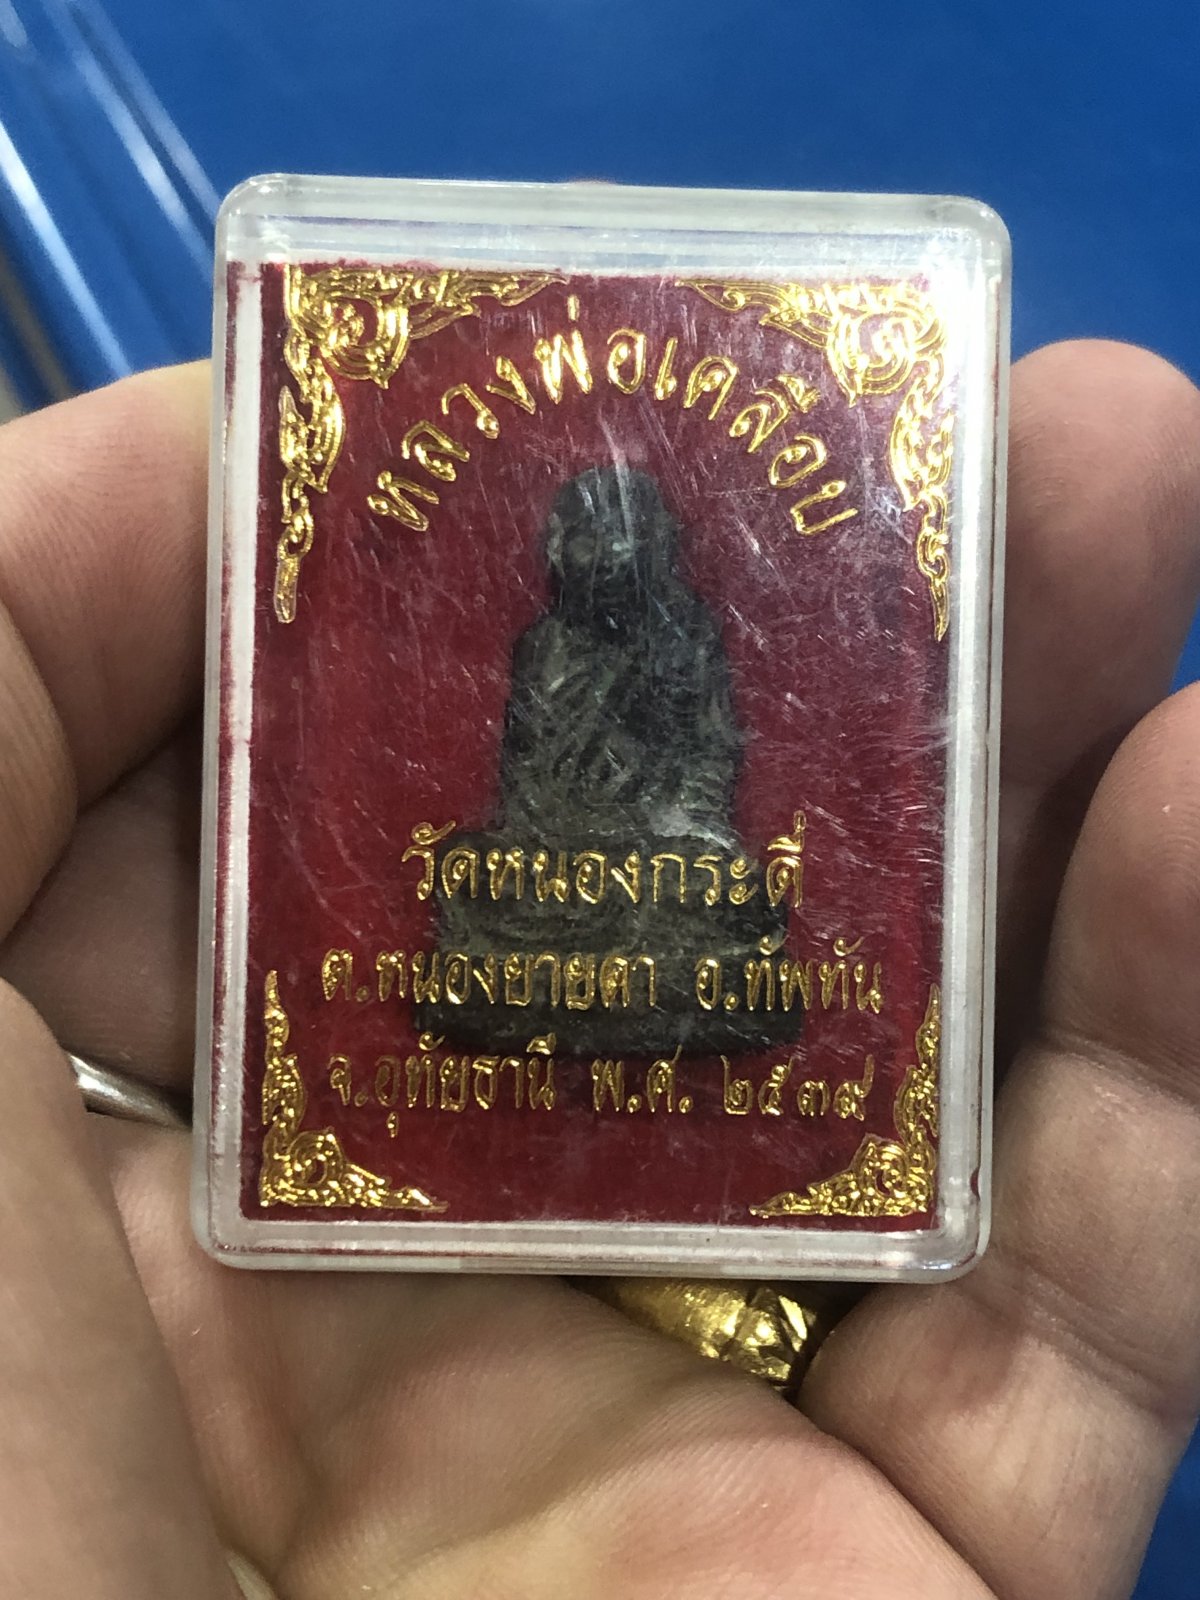 หลวงพ่อเคลือบ
วัดหนองกระดี่
ต.หนองยายดา อ.ทัพทัน
จ.อุทัยธานี พ.ศ. ๒๕๓๙